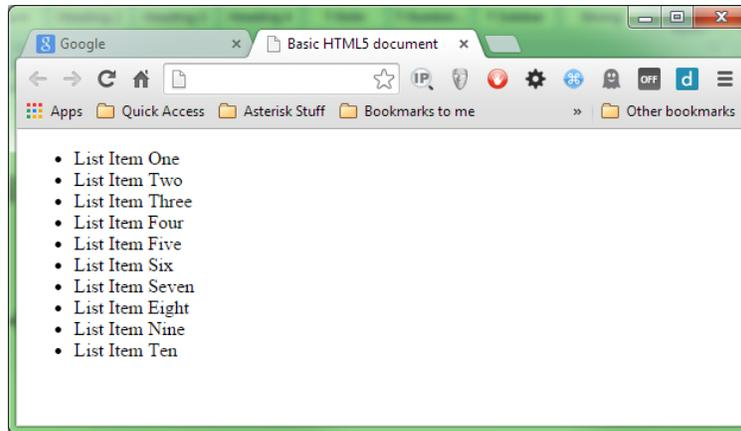 Google Basic HTML5 document
IP OFF d
Apps Quick Access Asterisk Stuff Bookmarks to me » Other bookmarks
List Item One
List Item Two
List Item Three
List Item Four
List Item Five
List Item Six
List Item Seven
List Item Eight
List Item Nine
List Item Ten